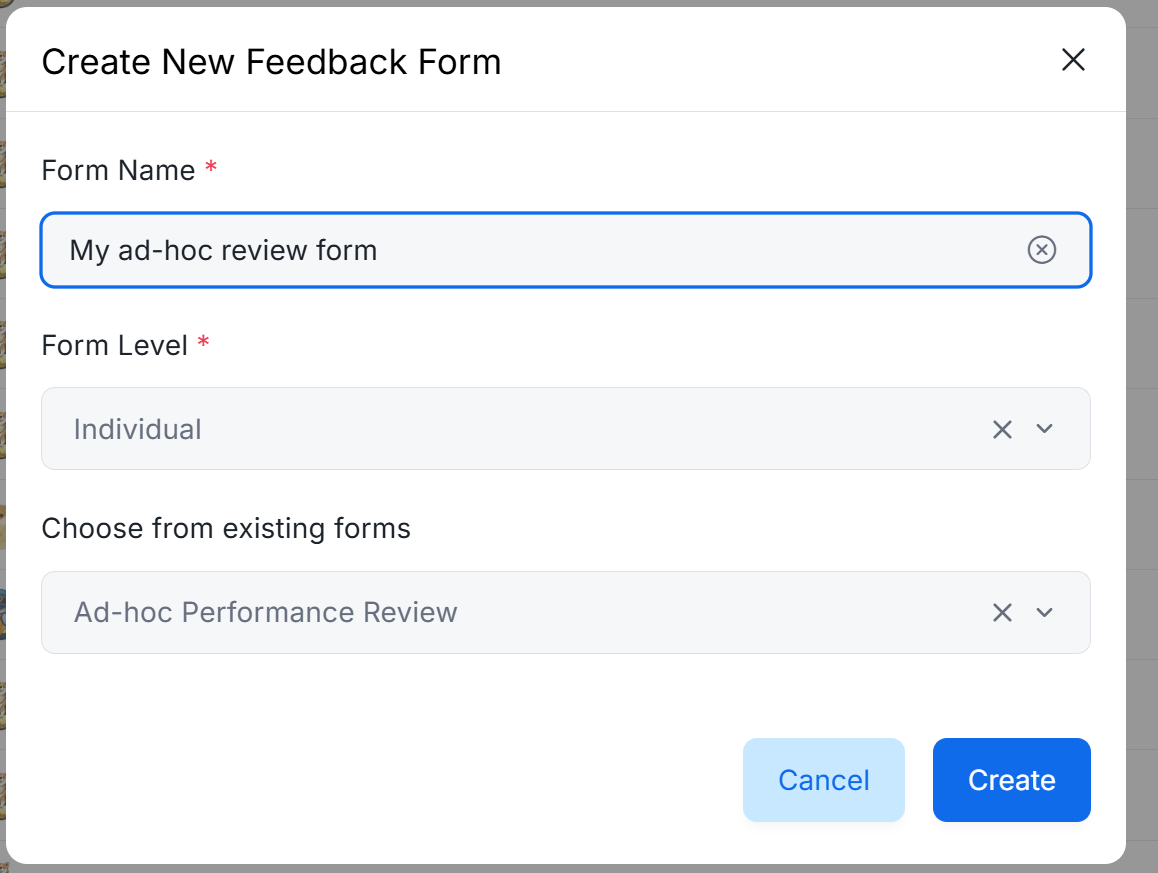 Create New Feedback Form
Form Name *
My ad-hoc review form
Form Level *
Individual
Choose from existing forms
Ad-hoc Performance Review
Cancel Create